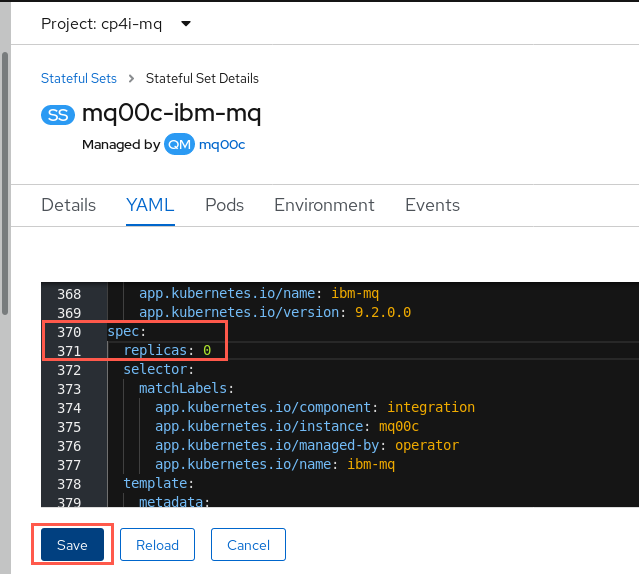 Project: cp4i-mq
Stateful Sets > Stateful Set Details
SS mq00c-ibm-mq
Managed by QM mq00c
Details YAML Pods Environment Events
368 app.kubernetes.io/name: ibm-mq
369 app.kubernetes.io/version: 9.2.0.0
370 spec:
371 replicas: 0
372 selector:
373 matchLabels:
374 app.kubernetes.io/component: integration
375 app.kubernetes.io/instance: mq00c
376 app.kubernetes.io/managed-by: operator
377 app.kubernetes.io/name: ibm-mq
378 template:
379 metadata:
Save Reload Cancel